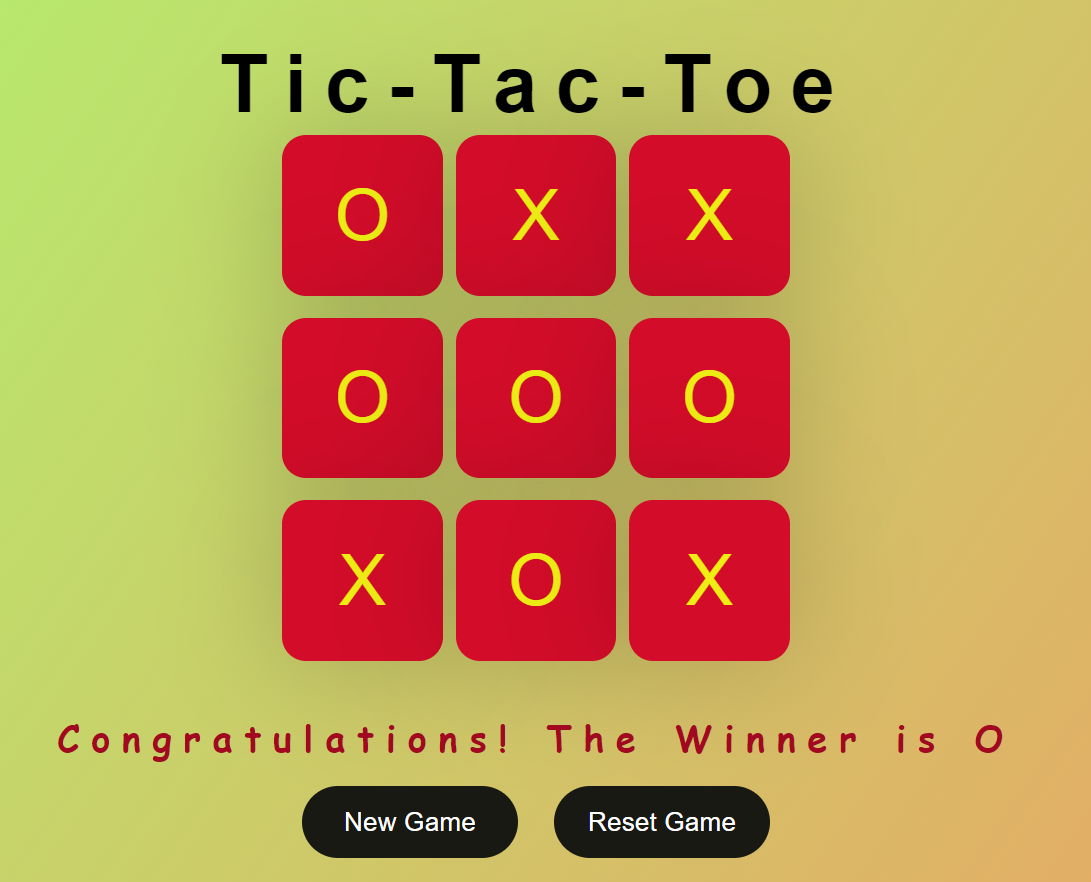 Tic-Tac-Toe
O X X
O O O
X O X
Congratulations! The Winner is O
New Game Reset Game